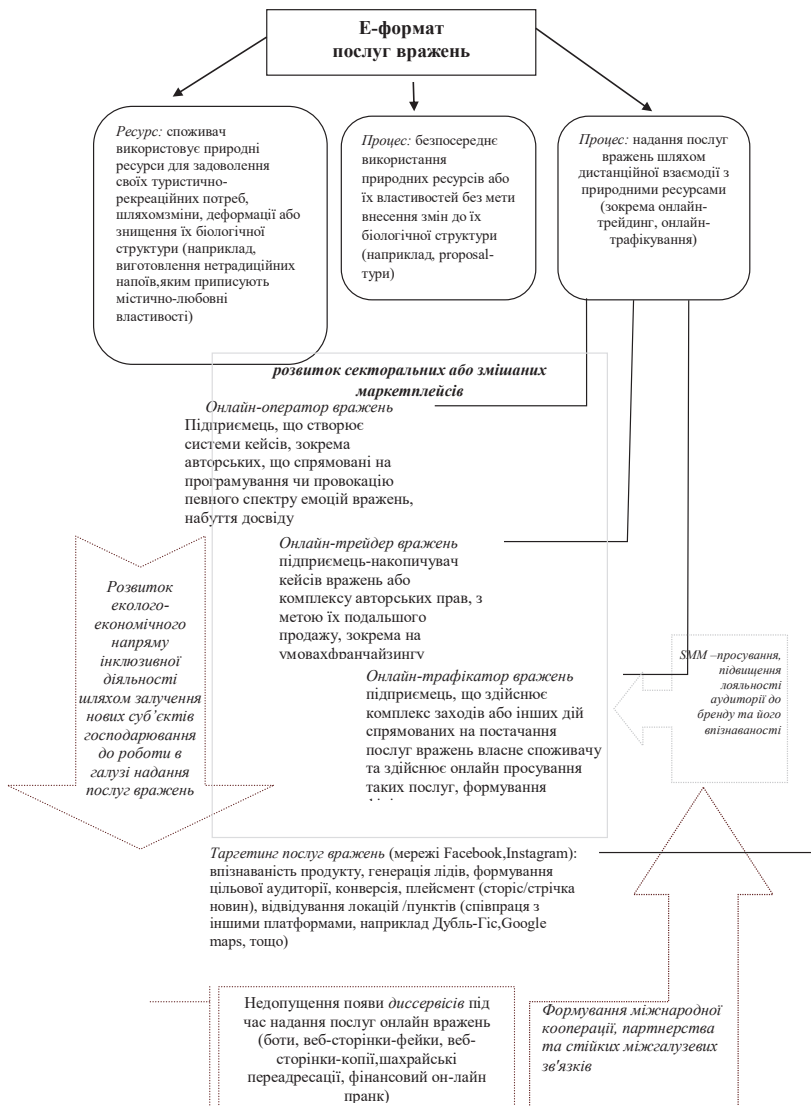 Е-формат
послуг вражень
Ресурс: споживач
використовує природні
ресурси для задоволення
своїх туристично-
рекреаційних потреб,
шляхомзміни, деформації або
знищення їх біологічної
структури (наприклад,
виготовлення нетрадиційних
напоїв,яким приписують
містично-любовні
властивості)
Процес: безпосереднє
використання
природних ресурсів або
їх властивостей без мети
внесення змін до їх
біологічної структури
(наприклад, proposal-
тури)
Процес: надання послуг
вражень шляхом
дистанційної взаємодії з
природними ресурсами
(зокрема онлайн-
трейдинг, онлайн-
трафікування)
розвиток секторальних або змішаних
маркетплейсів
Онлайн-оператор вражень
Підприємець, що створює
системи кейсів, зокрема
авторських, що спрямовані на
програмування чи провокацію
певного спектру емоцій вражень,
набуття досвіду
Онлайн-трейдер вражень
підприємець-накопичувач
кейсів вражень або
комплексу авторських прав, з
метою їх подальшого
продажу, зокрема на
умовахфранчайзингу
Онлайн-трафікатор вражень
підприємець, що здійснює
комплекс заходів або інших дій
спрямованих на постачання
послуг вражень власне споживачу
та здійснює онлайн просування
таких послуг, формування
Розвиток
еколого-
економічного
напряму
інклюзивної
діяльності
шляхом залучення
нових суб’єктів
господарювання
до роботи в
галузі надання
послуг вражень
SMM –просування,
підвищення
лояльності
аудиторії до
бренду та його
впізнаваності
Таргетинг послуг вражень (мережі Facebook,Instagram):
впізнаваність продукту, генерація лідів, формування
цільової аудиторії, конверсія, плейсмент (сторіс/стрічка
новин), відвідування локацій /пунктів (співпраця з
іншими платформами, наприклад Дубль-Гіс,Google
maps, тощо)
Недопущення появи диссервісів під
час надання послуг онлайн вражень
(боти, веб-сторінки-фейки, веб-
сторінки-копії,шахрайські
переадресації, фінансовий он-лайн
пранк)
Формування міжнародної
кооперації, партнерства
та стійких міжгалузевих
зв'язків